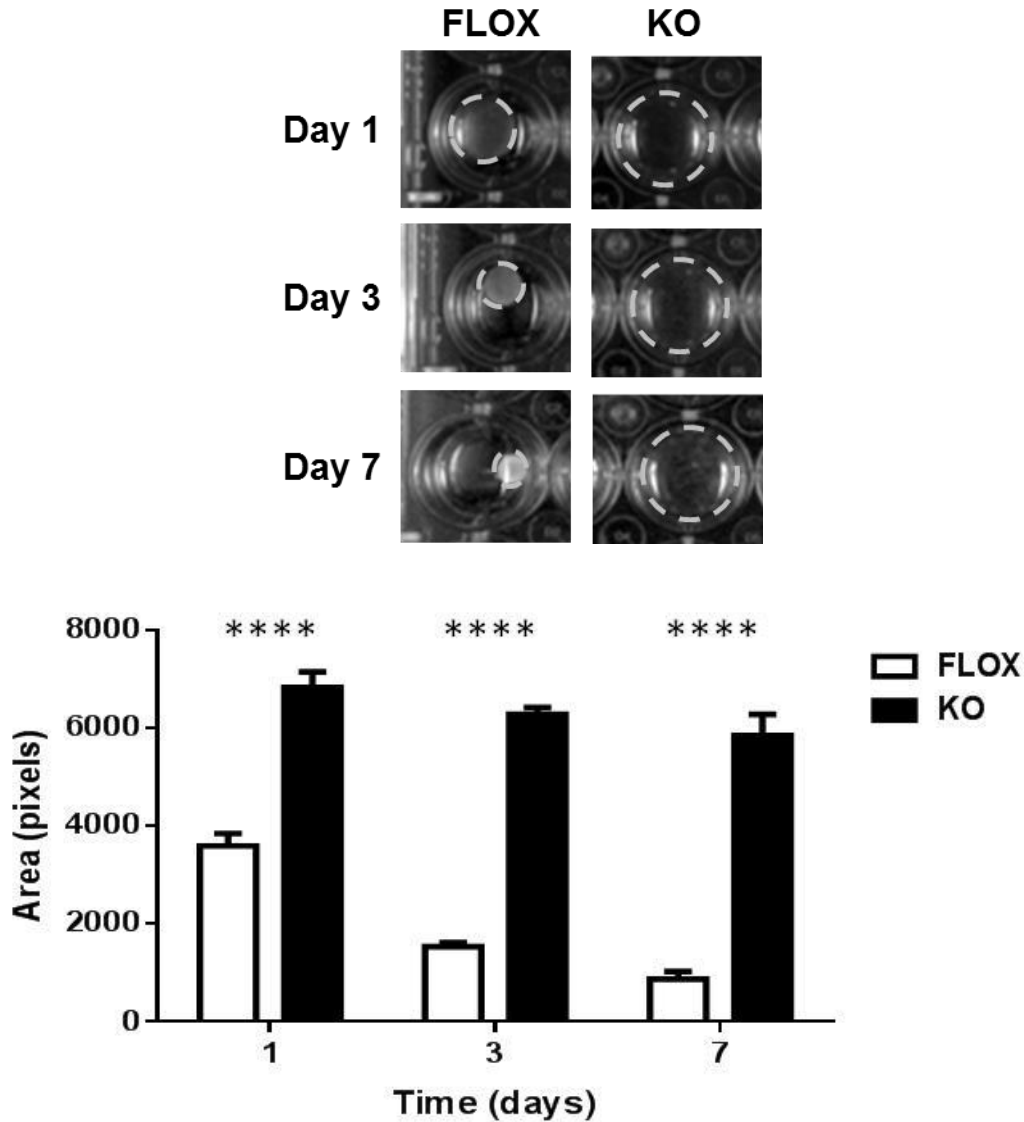 FLOX KO
Day 1
Day 3
Day 7
8000
6000
4000
2000
0
Area (pixels)
**** **** ****
FLOX
KO
1 3 7
Time (days)